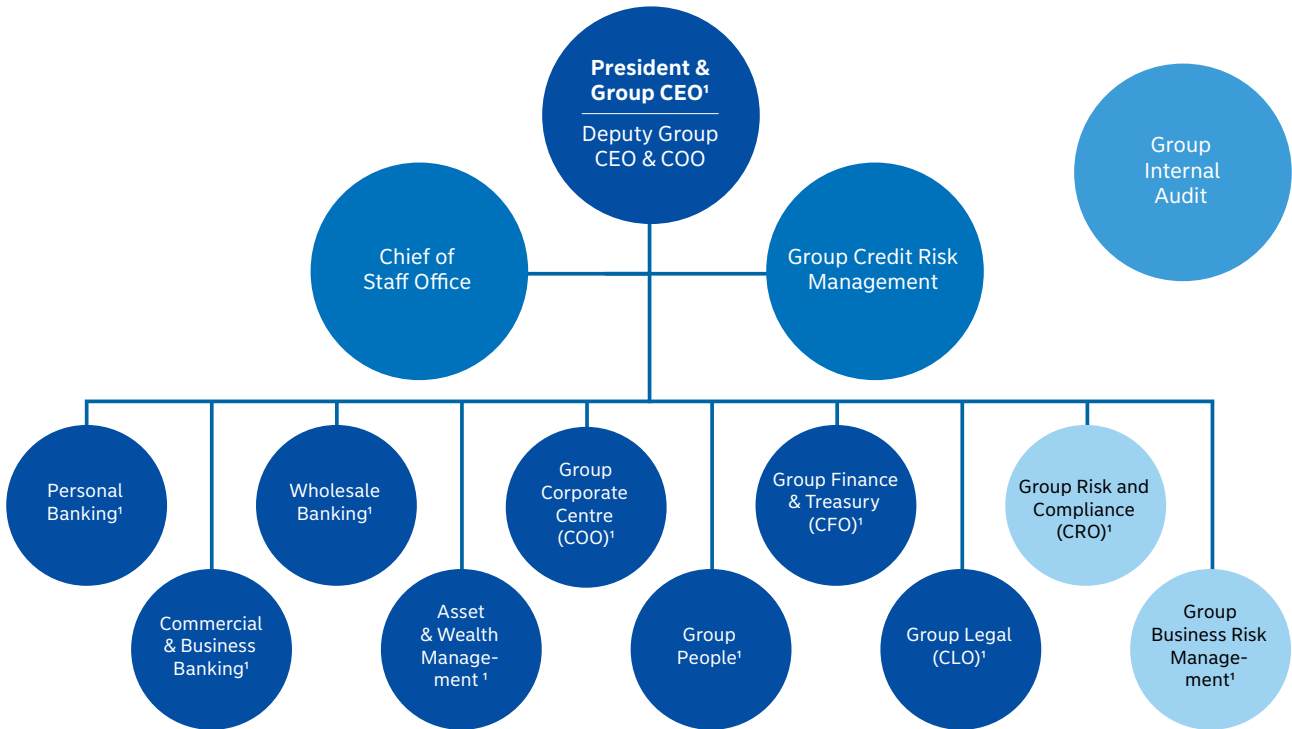 President &
Group CEO¹
Deputy Group
CEO & COO
Group
Internal
Audit
Chief of
Staff Office
Group Credit Risk
Management
Personal
Banking¹
Wholesale
Banking¹
Group
Corporate
Centre
(COO)¹
Group Finance
& Treasury
(CFO)¹
Group Risk and
Compliance
(CRO)¹
Commercial
& Business
Banking¹
Asset
& Wealth
Manage-
ment ¹
Group
People¹
Group Legal
(CLO)¹
Group
Business Risk
Manage-
ment¹